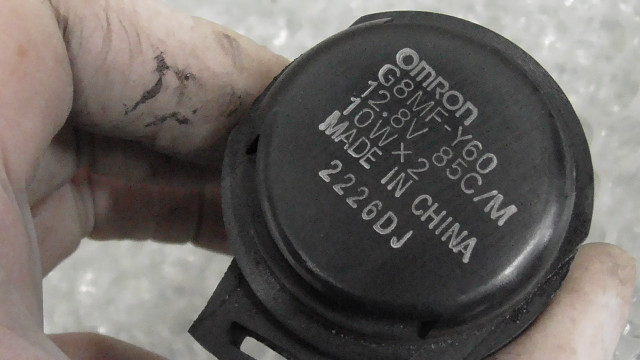 OMRON
G8MF-Y60
12.8V 85C/M
10W×2
MADE IN CHINA
2226DJ